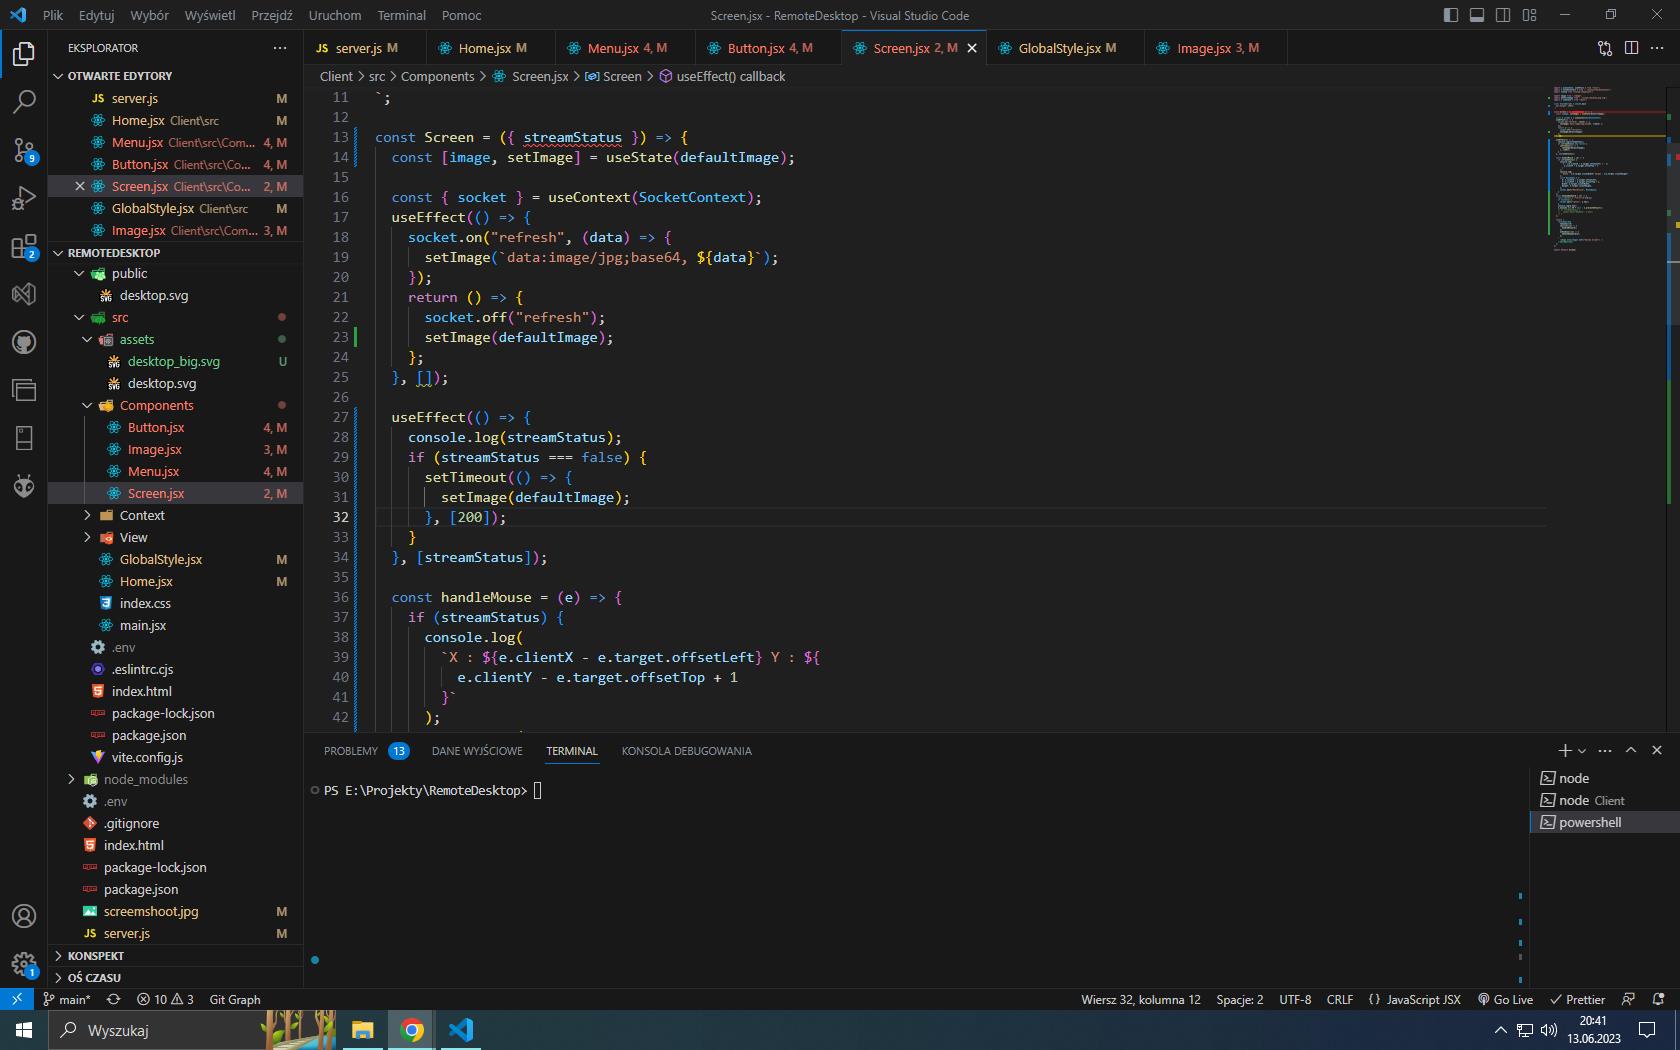 Plik Edytuj Wybór Wyświetl Przejdź Uruchom Terminal Pomoc Screen.jsx - RemoteDesktop - Visual Studio Code
EKSPLORATOR
OTWARTE EDYTORY
JS server.js M
Home.jsx Client\src M
Menu.jsx Client\src\Com... 4, M
Button.jsx Client\src\Co... 4, M
Screen.jsx Client\src\Co... 2, M
GlobalStyle.jsx Client\src M
Image.jsx Client\src\Com... 3, M
REMOTEDESKTOP
public
desktop.svg
src
assets
desktop_big.svg U
desktop.svg
Components
Button.jsx 4, M
Image.jsx 3, M
Menu.jsx 4, M
Screen.jsx 2, M
Context
View
GlobalStyle.jsx M
Home.jsx M
index.css
main.jsx
.env
.eslintrc.cjs
index.html
package-lock.json
package.json
vite.config.js
node_modules
.env
.gitignore
index.html
package-lock.json
package.json
screemshoot.jpg M
JS server.js M
KONSPEKT
OŚ CZASU
9
2
1
JS server.js M Home.jsx M Menu.jsx 4, M Button.jsx 4, M Screen.jsx 2, M GlobalStyle.jsx M Image.jsx 3, M
Client > src > Components > Screen.jsx > Screen > useEffect() callback
11 `;
12
13 const Screen = ({ streamStatus }) => {
14 const [image, setImage] = useState(defaultImage);
15
16 const { socket } = useContext(SocketContext);
17 useEffect(() => {
18 socket.on("refresh", (data) => {
19 setImage(`data:image/jpg;base64, ${data}`);
20 });
21 return () => {
22 socket.off("refresh");
23 setImage(defaultImage);
24 };
25 }, []);
26
27 useEffect(() => {
28 console.log(streamStatus);
29 if (streamStatus === false) {
30 setTimeout(() => {
31 setImage(defaultImage);
32 }, [200]);
33 }
34 }, [streamStatus]);
35
36 const handleMouse = (e) => {
37 if (streamStatus) {
38 console.log(
39 `X : ${e.clientX - e.target.offsetLeft} Y : ${
40 e.clientY - e.target.offsetTop + 1
41 }`
42 );
PROBLEMY 13 DANE WYJŚCIOWE TERMINAL KONSOLA DEBUGOWANIA
PS E:\Projekty\RemoteDesktop>
node
node Client
powershell
main* 10 3 Git Graph Wiersz 32, kolumna 12 Spacje: 2 UTF-8 CRLF {} JavaScript JSX Go Live Prettier
Wyszukaj
20:41
13.06.2023